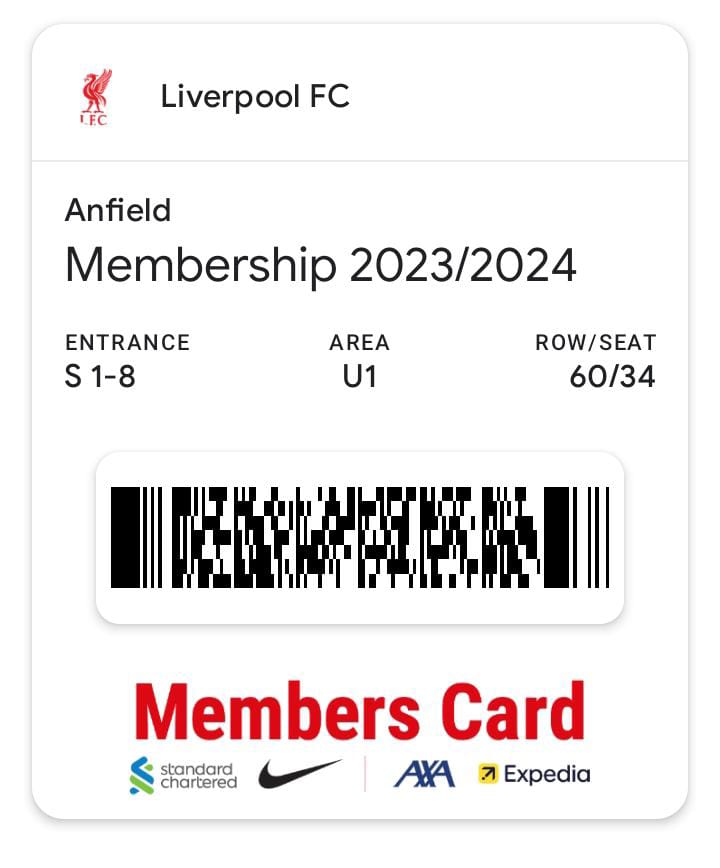 L.F.C
Liverpool FC
Anfield
Membership 2023/2024
ENTRANCE AREA ROW/SEAT
S 1-8 U1 60/34
Members Card
standard chartered AXA Expedia